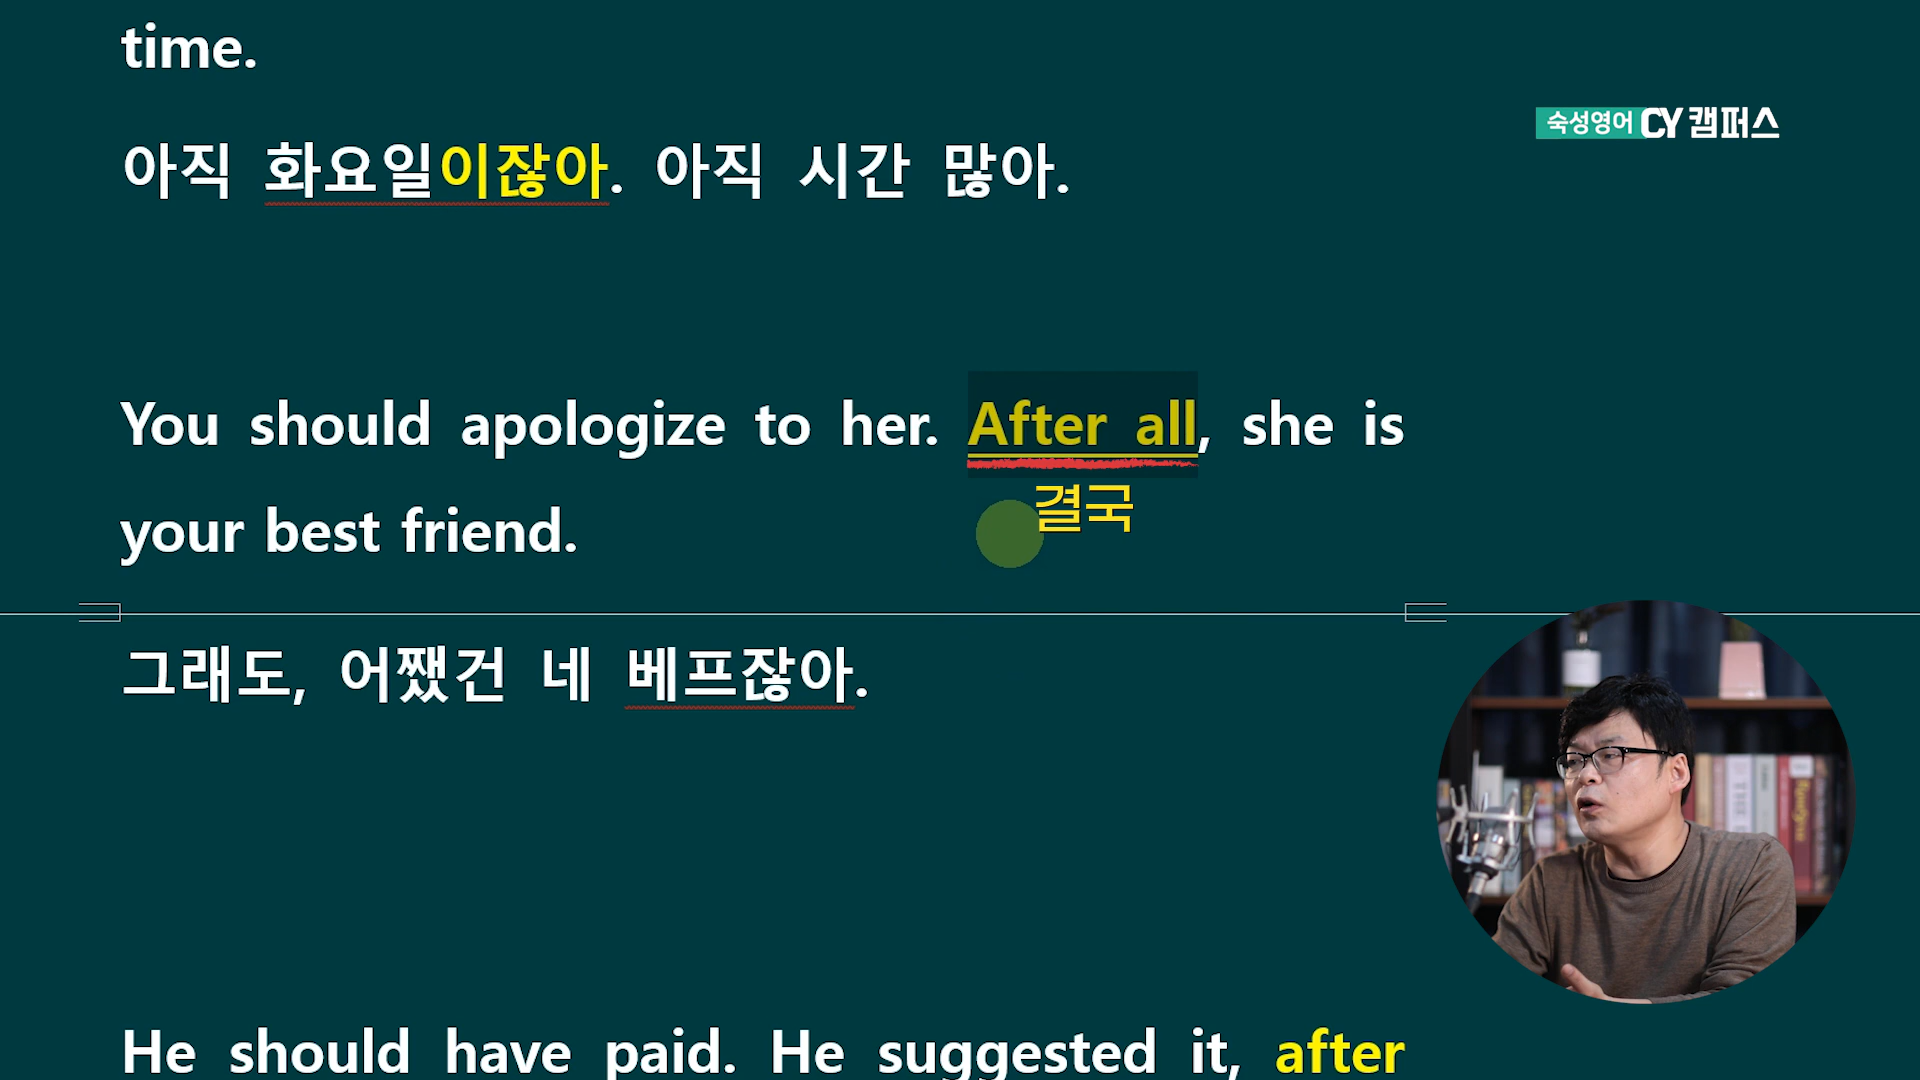 time.
숙성영어 CY캠퍼스
아직 화요일이잖아. 아직 시간 많아.
You should apologize to her. After all, she is
결국
your best friend.
그래도, 어쨌건 네 베프잖아.
He should have paid. He suggested it, after